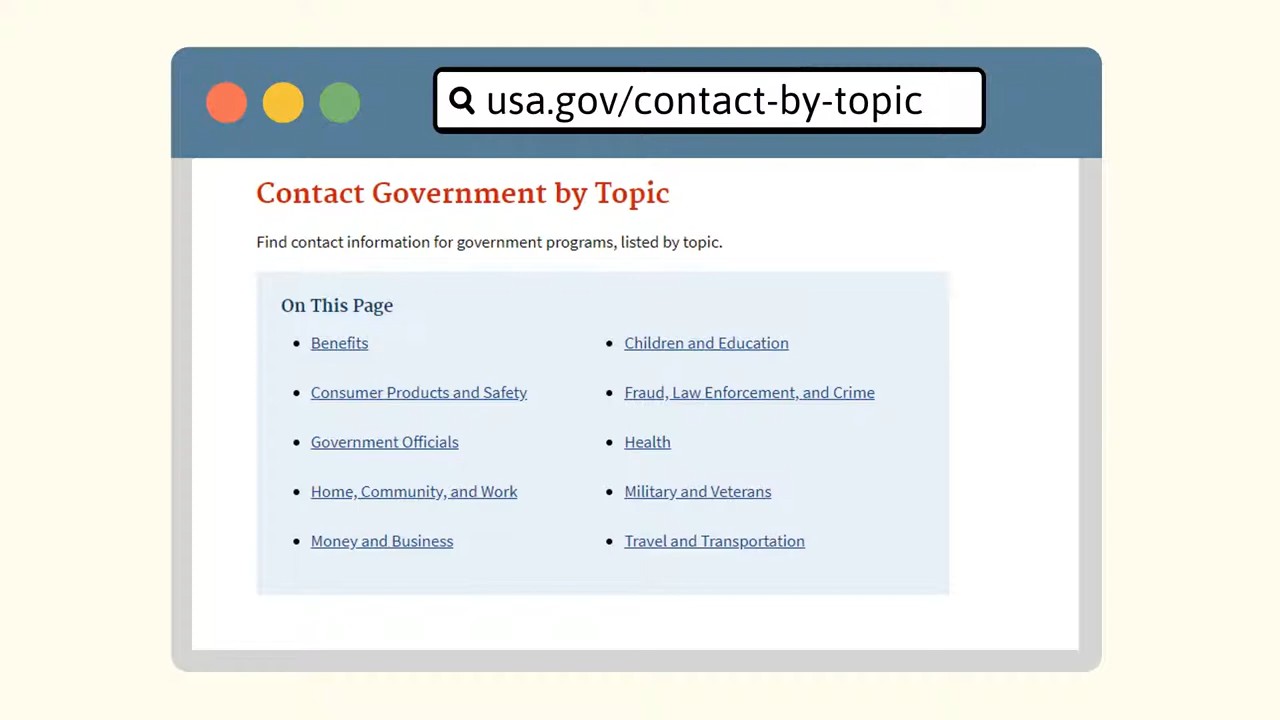 usa.gov/contact-by-topic
Contact Government by Topic
Find contact information for government programs, listed by topic.
On This Page
Benefits
Children and Education
Consumer Products and Safety
Fraud, Law Enforcement, and Crime
Government Officials
Health
Home, Community, and Work
Military and Veterans
Money and Business
Travel and Transportation